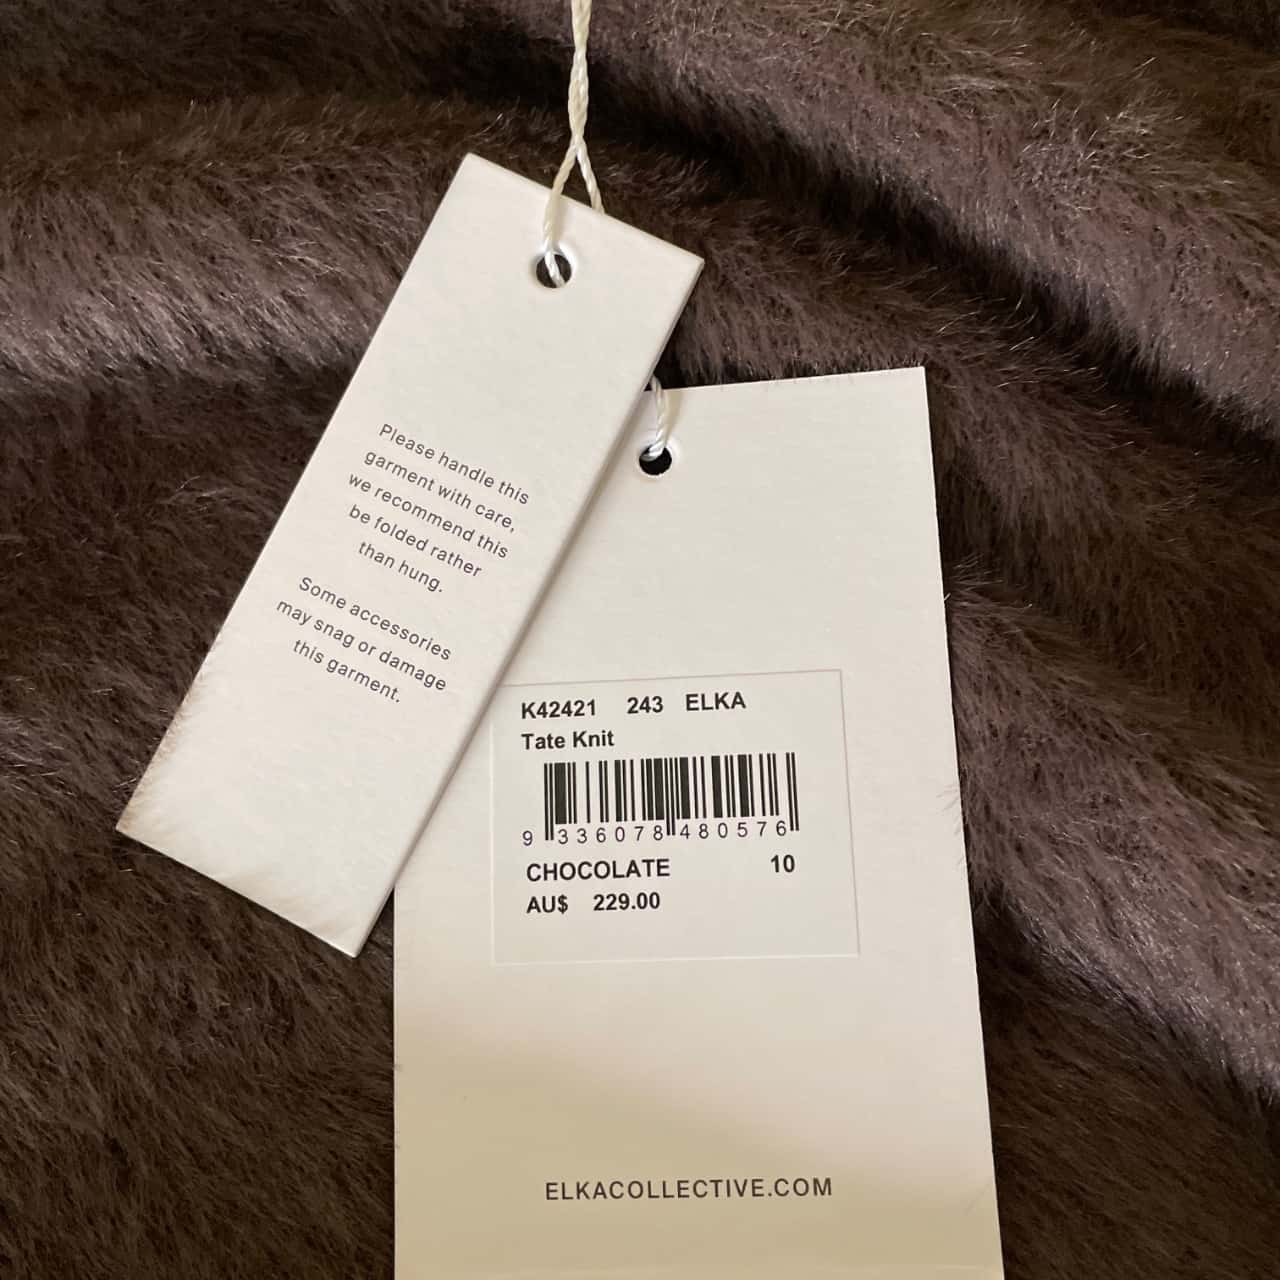 Please handle this
garment with care,
we recommend this
be folded rather
than hung.
Some accessories
may snag or damage
this garment.
K42421 243 ELKA
Tate Knit
9 336078 480576
CHOCOLATE 10
AU$ 229.00
ELKACOLLECTIVE.COM